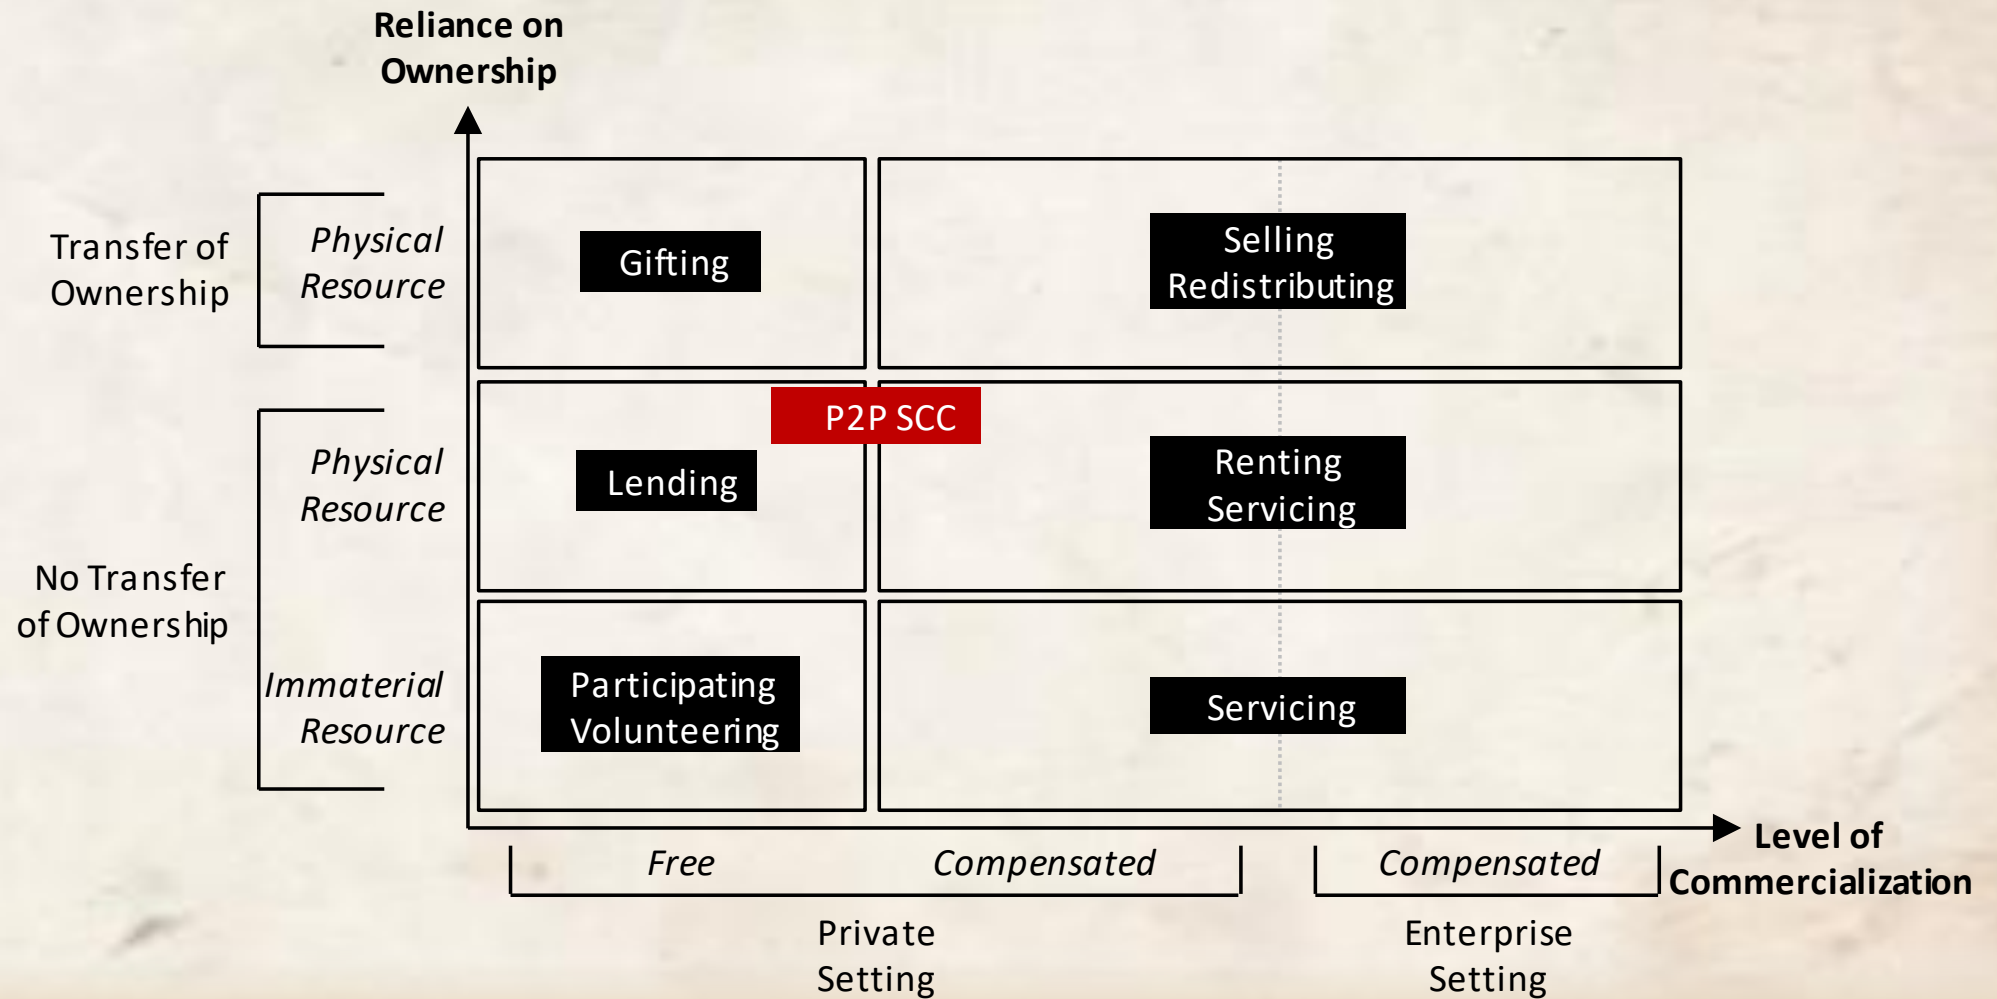 Reliance on
Ownership
Transfer of
Ownership
Physical
Resource
Gifting
Selling
Redistributing
P2P SCC
No Transfer
of Ownership
Physical
Resource
Lending
Renting
Servicing
Immaterial
Resource
Participating
Volunteering
Servicing
Free
Compensated
Compensated
Level of
Commercialization
Private
Setting
Enterprise
Setting